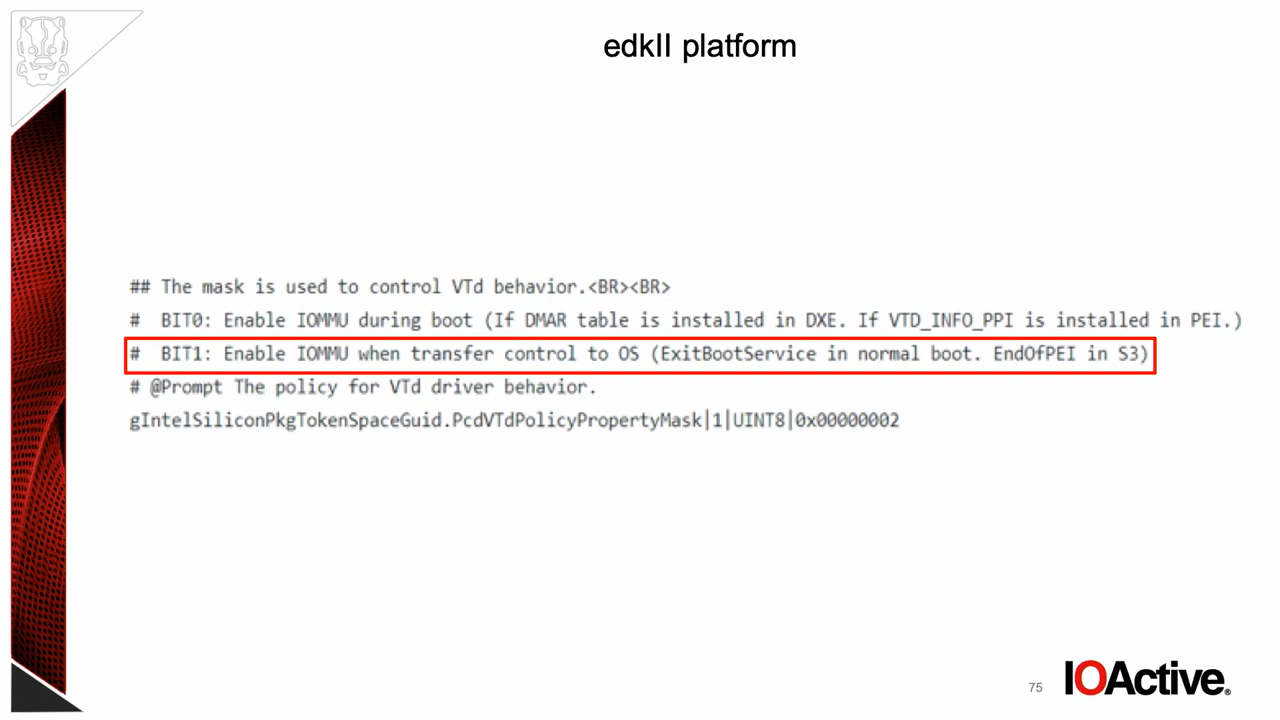 edkII platform
## The mask is used to control VTd behavior.<BR><BR>
#  BIT0: Enable IOMMU during boot (If DMAR table is installed in DXE. If VTD_INFO_PPI is installed in PEI.)
#  BIT1: Enable IOMMU when transfer control to OS (ExitBootService in normal boot. EndOfPEI in S3)
# @Prompt The policy for VTd driver behavior.
gIntelSiliconPkgTokenSpaceGuid.PcdVTdPolicyPropertyMask|1|UINT8|0x00000002
75
IOActive®